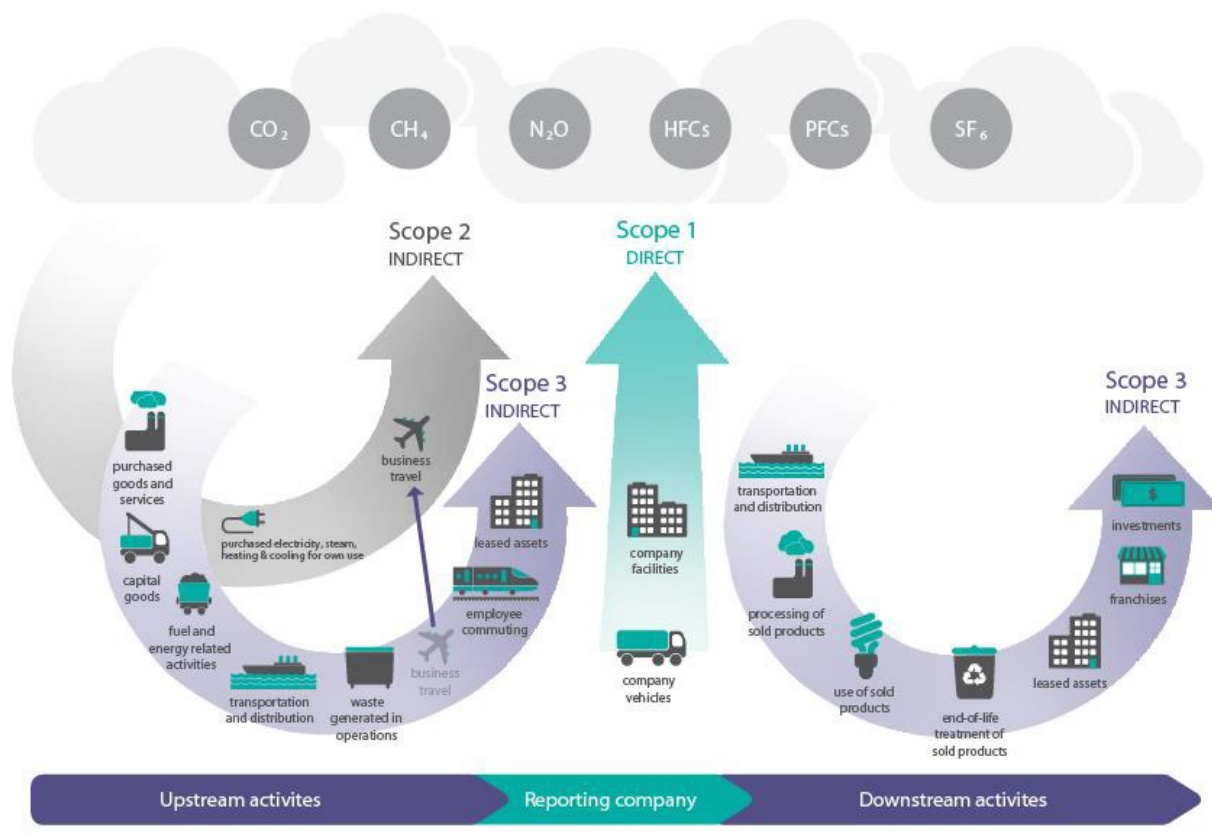 CO₂
CH₄
N₂O
HFCs
PFCs
SF₆
Scope 2
INDIRECT
Scope 1
DIRECT
Scope 3
INDIRECT
Scope 3
INDIRECT
purchased
goods and
services
capital
goods
fuel and
energy related
activities
purchased electricity, steam,
heating & cooling for own use
transportation
and distribution
waste
generated in
operations
business
travel
business
travel
employee
commuting
leased assets
company
facilities
company
vehicles
transportation
and distribution
processing of
sold products
use of sold
products
end-of-life
treatment of
sold products
leased assets
franchises
$
investments
Upstream activites
Reporting company
Downstream activites